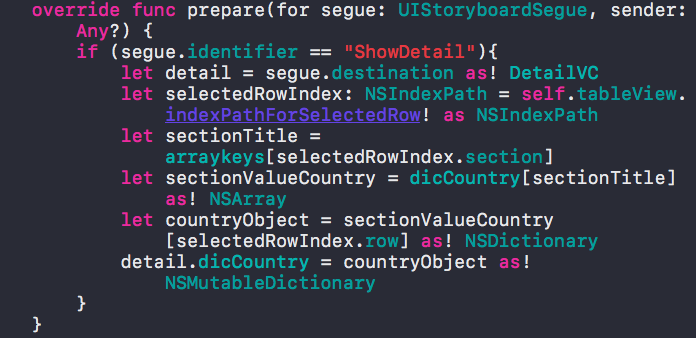 override func prepare(for segue: UIStoryboardSegue, sender:
Any?) {
if (segue.identifier == "ShowDetail"){
let detail = segue.destination as! DetailVC
let selectedRowIndex: NSIndexPath = self.tableView.
indexPathForSelectedRow! as NSIndexPath
let sectionTitle =
arraykeys[selectedRowIndex.section]
let sectionValueCountry = dicCountry[sectionTitle]
as! NSArray
let countryObject = sectionValueCountry
[selectedRowIndex.row] as! NSDictionary
detail.dicCountry = countryObject as!
NSMutableDictionary
}
}